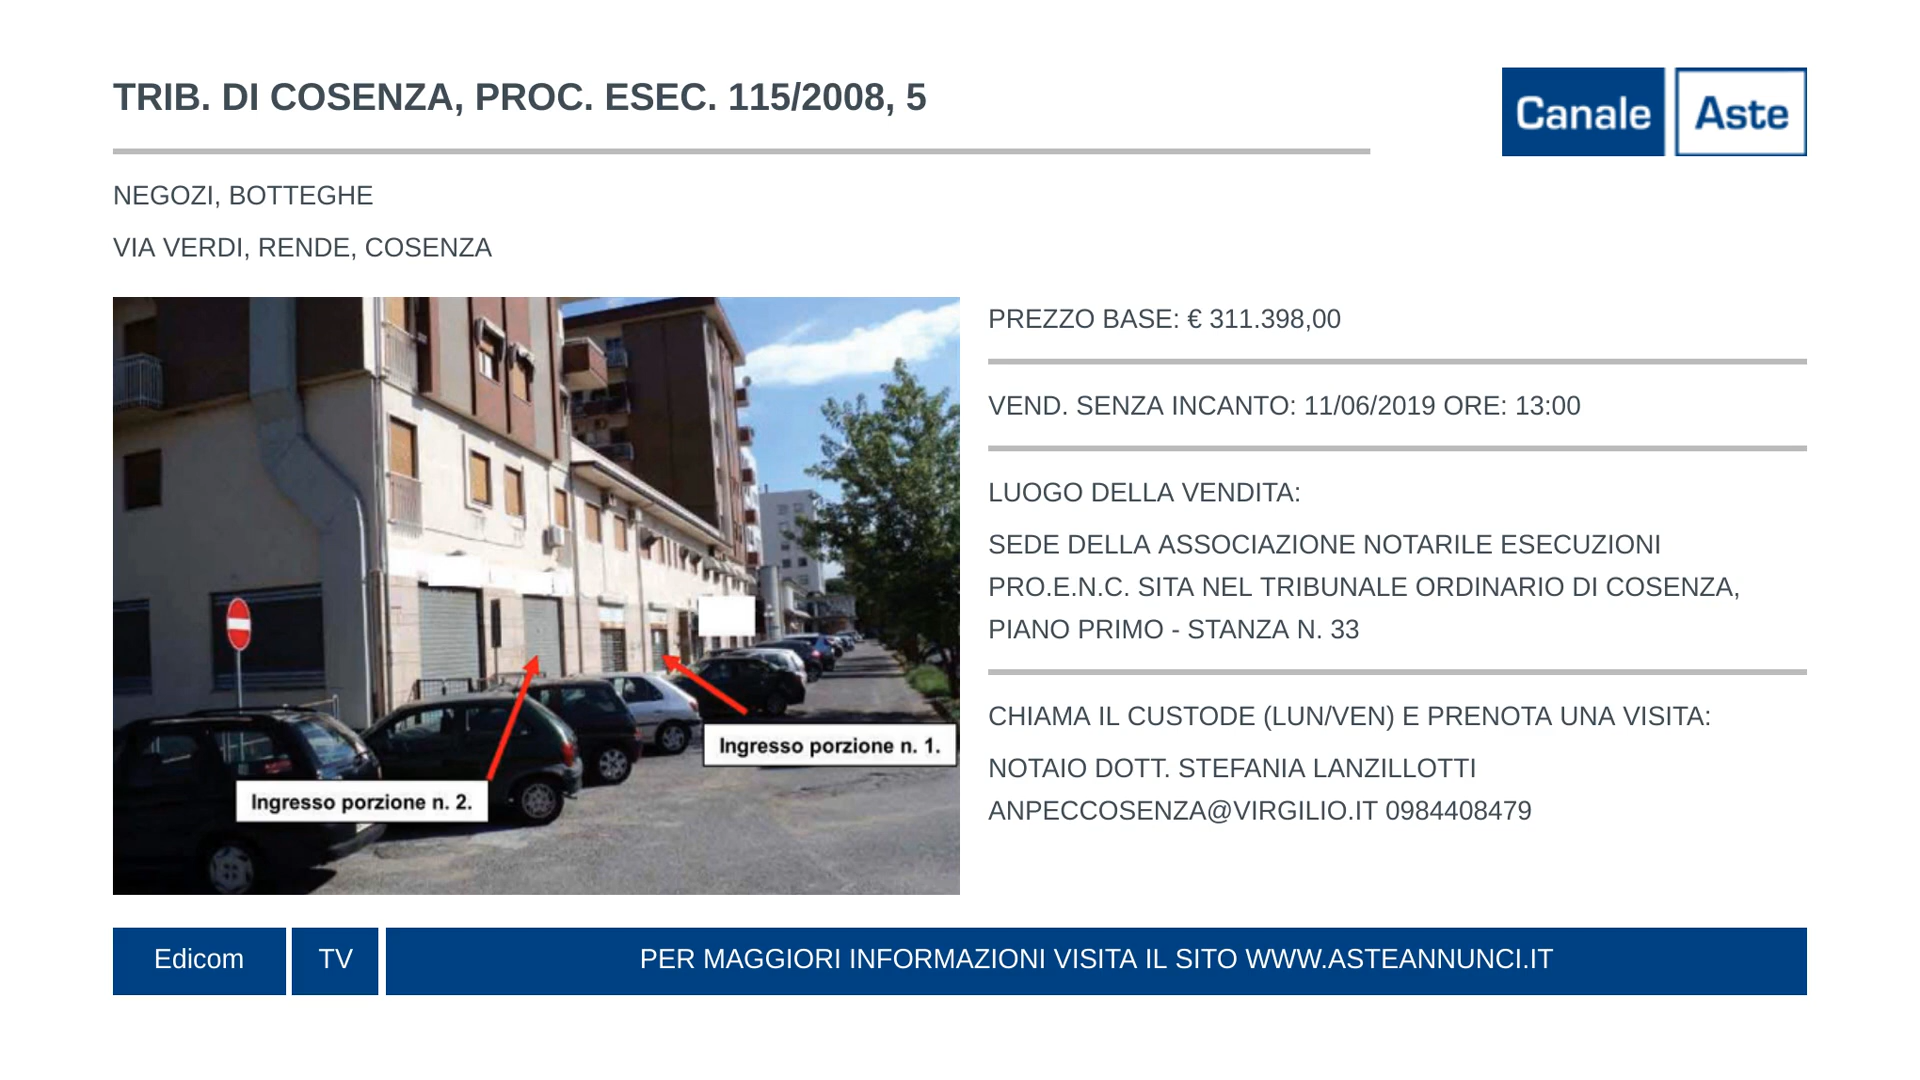 TRIB. DI COSENZA, PROC. ESEC. 115/2008, 5
Canale Aste
NEGOZI, BOTTEGHE
VIA VERDI, RENDE, COSENZA
PREZZO BASE: € 311.398,00
VEND. SENZA INCANTO: 11/06/2019 ORE: 13:00
LUOGO DELLA VENDITA:
SEDE DELLA ASSOCIAZIONE NOTARILE ESECUZIONI
PRO.E.N.C. SITA NEL TRIBUNALE ORDINARIO DI COSENZA,
PIANO PRIMO - STANZA N. 33
CHIAMA IL CUSTODE (LUN/VEN) E PRENOTA UNA VISITA:
NOTAIO DOTT. STEFANIA LANZILLOTTI
ANPECCOSENZA@VIRGILIO.IT 0984408479
Ingresso porzione n. 1.
Ingresso porzione n. 2.
Edicom TV PER MAGGIORI INFORMAZIONI VISITA IL SITO WWW.ASTEANNUNCI.IT